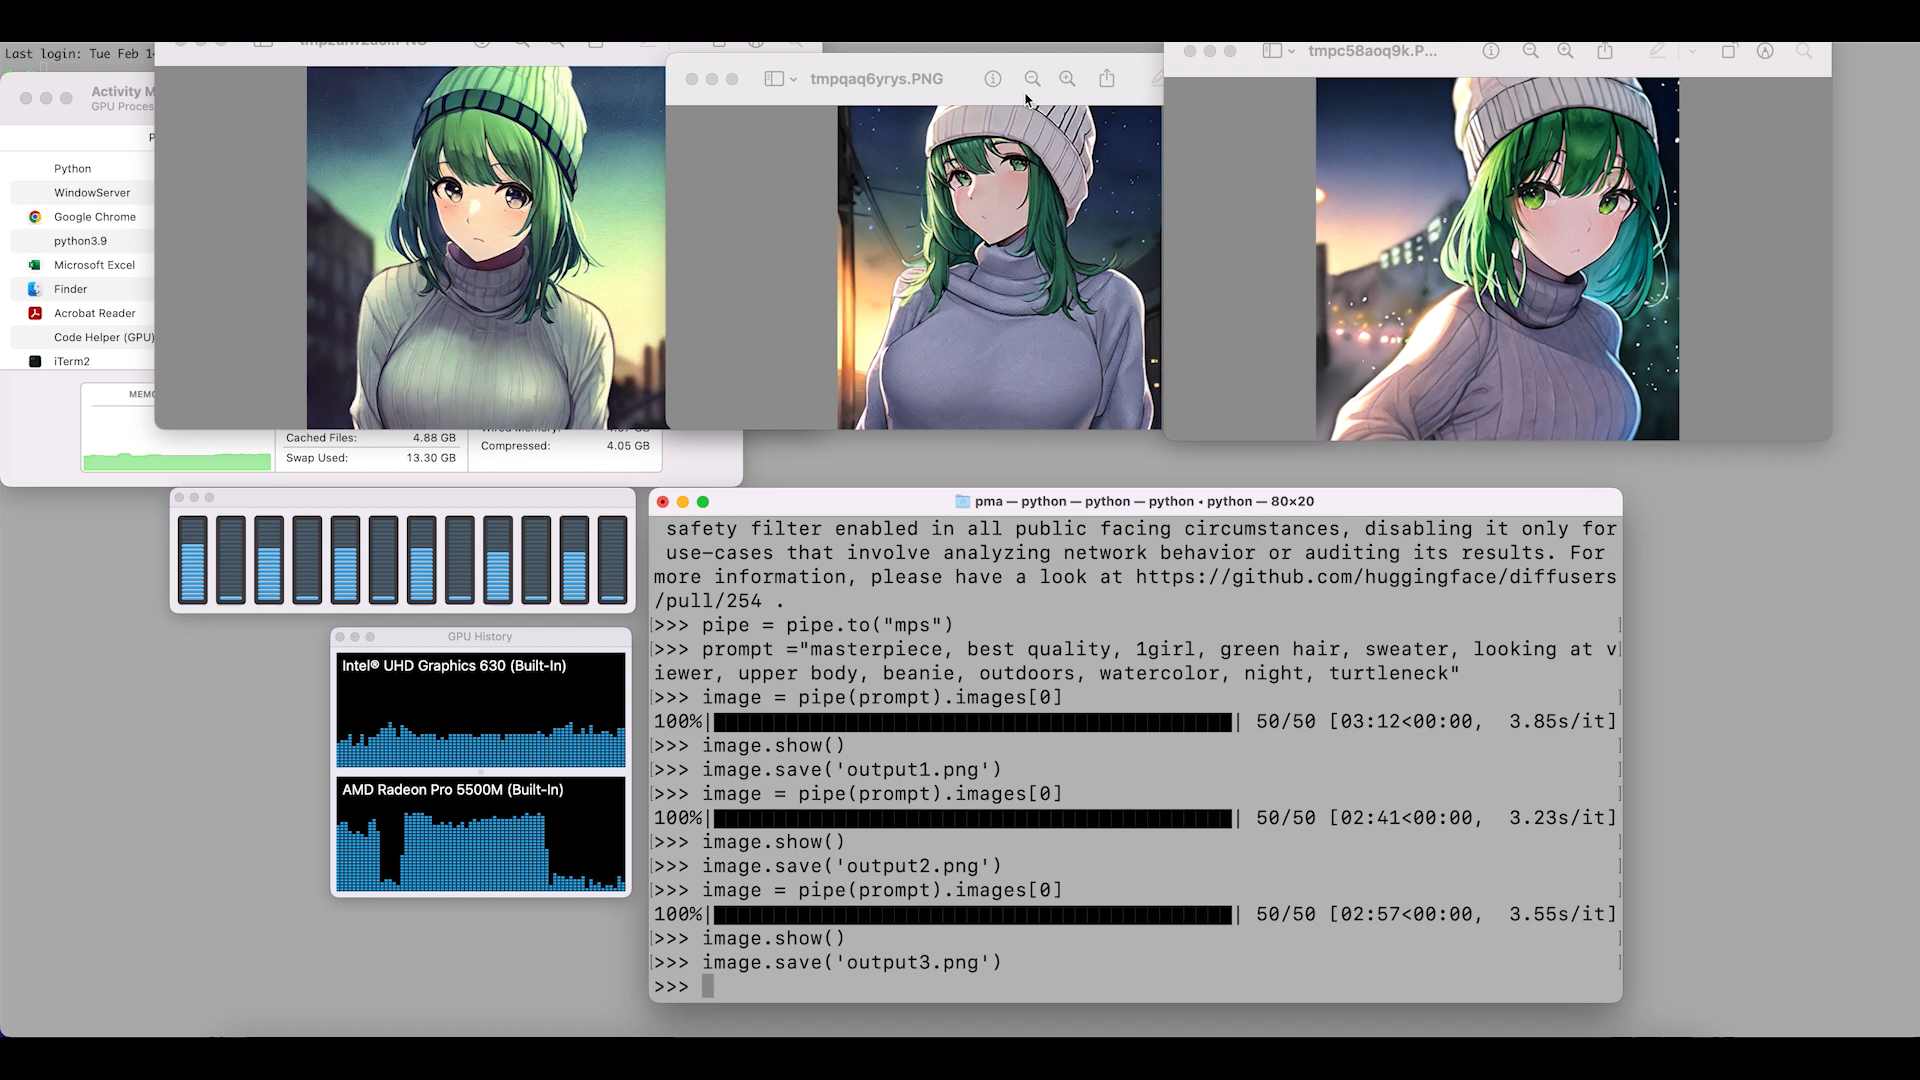 Last login: Tue Feb 14
Activity M
GPU Proces
P
Python
WindowServer
Google Chrome
python3.9
Microsoft Excel
Finder
Acrobat Reader
Code Helper (GPU)
iTerm2
MEMO
Cached Files: 4.88 GB
Swap Used: 13.30 GB
Compressed: 4.05 GB
tmpqaq6yrys.PNG
tmpc58aoq9k.P...
GPU History
Intel® UHD Graphics 630 (Built-In)
AMD Radeon Pro 5500M (Built-In)
pma — python — python — python ◂ python — 80×20
safety filter enabled in all public facing circumstances, disabling it only for
use-cases that involve analyzing network behavior or auditing its results. For
more information, please have a look at https://github.com/huggingface/diffusers
/pull/254 .
>>> pipe = pipe.to("mps")
>>> prompt ="masterpiece, best quality, 1girl, green hair, sweater, looking at v
iewer, upper body, beanie, outdoors, watercolor, night, turtleneck"
>>> image = pipe(prompt).images[0]
100%| | 50/50 [03:12<00:00, 3.85s/it]
>>> image.show()
>>> image.save('output1.png')
>>> image = pipe(prompt).images[0]
100%| | 50/50 [02:41<00:00, 3.23s/it]
>>> image.show()
>>> image.save('output2.png')
>>> image = pipe(prompt).images[0]
100%| | 50/50 [02:57<00:00, 3.55s/it]
>>> image.show()
>>> image.save('output3.png')
>>>